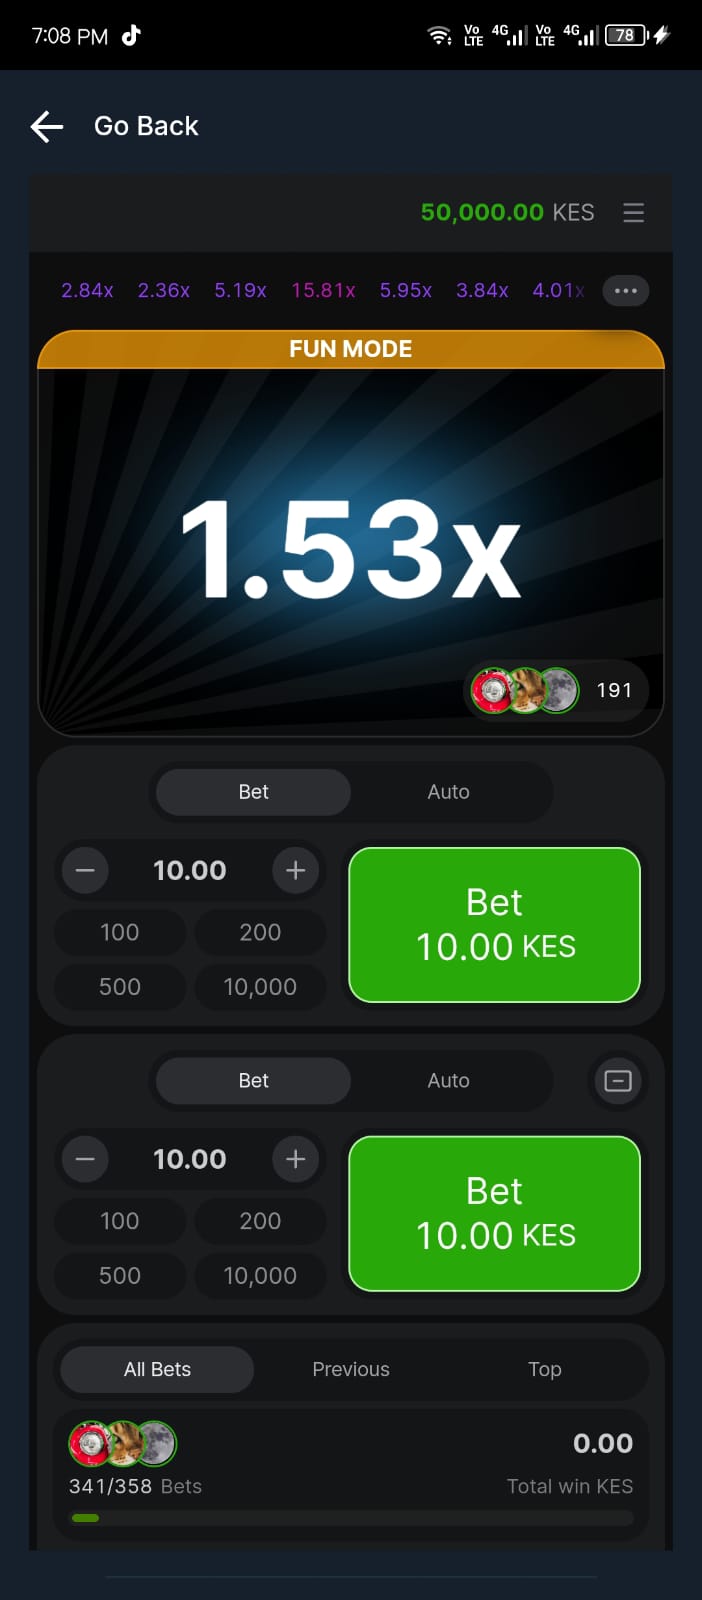 7:08 PM Vo LTE 4G Vo LTE 4G 78
Go Back
50,000.00 KES
2.84x 2.36x 5.19x 15.81x 5.95x 3.84x 4.01x
FUN MODE
1.53x
191
Bet Auto
10.00
100 200
500 10,000
Bet
10.00 KES
Bet Auto
10.00
100 200
500 10,000
Bet
10.00 KES
All Bets Previous Top
0.00
341/358 Bets Total win KES